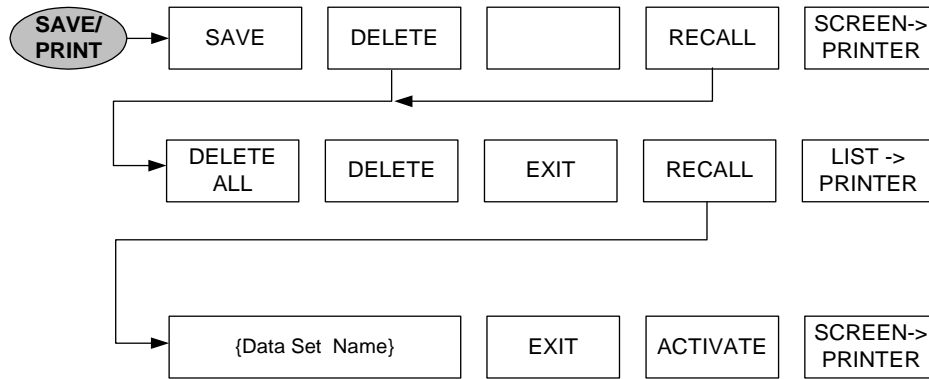 SAVE/
PRINT
SAVE
DELETE
RECALL
SCREEN->
PRINTER
DELETE
ALL
DELETE
EXIT
RECALL
LIST ->
PRINTER
{Data Set Name}
EXIT
ACTIVATE
SCREEN->
PRINTER